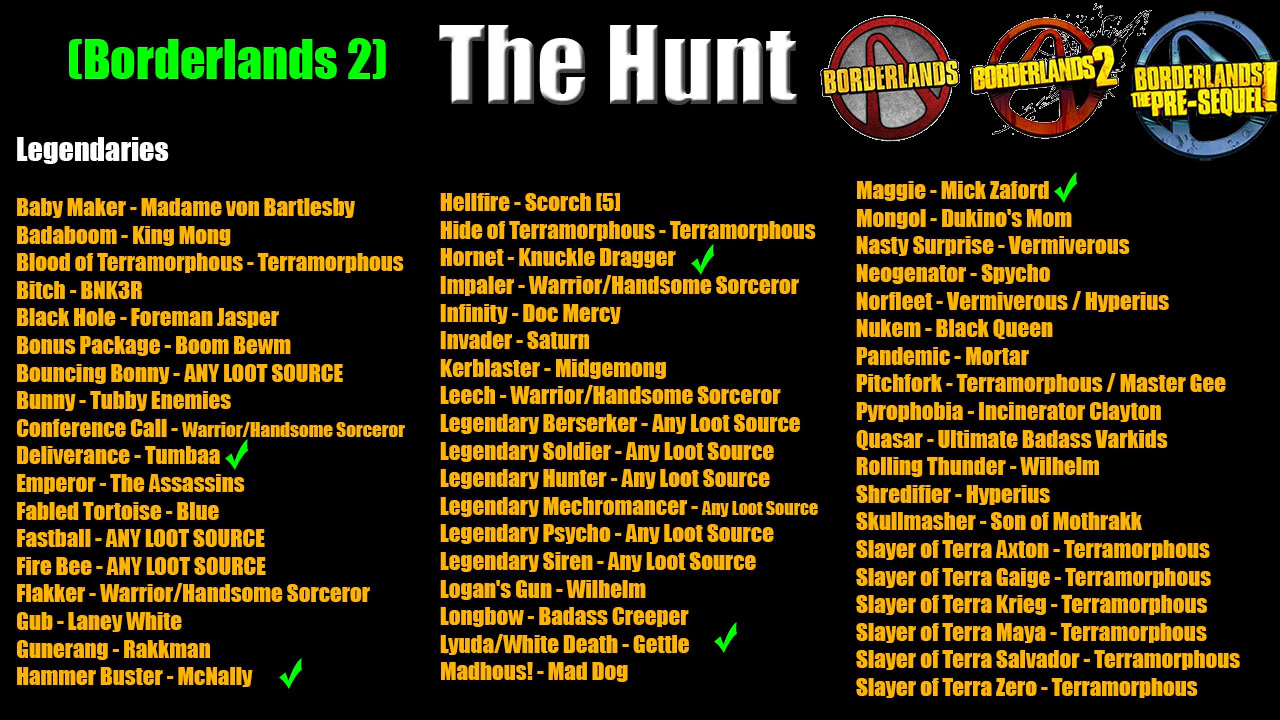 (Borderlands 2)
The Hunt
BORDERLANDS
BORDERLANDS 2
BORDERLANDS
THE PRE-SEQUEL!
Legendaries
Baby Maker - Madame von Bartlesby
Badaboom - King Mong
Blood of Terramorphous - Terramorphous
Bitch - BNK3R
Black Hole - Foreman Jasper
Bonus Package - Boom Bewm
Bouncing Bonny - ANY LOOT SOURCE
Bunny - Tubby Enemies
Conference Call - Warrior/Handsome Sorceror
Deliverance - Tumbaa
Emperor - The Assassins
Fabled Tortoise - Blue
Fastball - ANY LOOT SOURCE
Fire Bee - ANY LOOT SOURCE
Flakker - Warrior/Handsome Sorceror
Gub - Laney White
Gunerang - Rakkman
Hammer Buster - McNally
Hellfire - Scorch [5]
Hide of Terramorphous - Terramorphous
Hornet - Knuckle Dragger
Impaler - Warrior/Handsome Sorceror
Infinity - Doc Mercy
Invader - Saturn
Kerblaster - Midgemong
Leech - Warrior/Handsome Sorceror
Legendary Berserker - Any Loot Source
Legendary Soldier - Any Loot Source
Legendary Hunter - Any Loot Source
Legendary Mechromancer - Any Loot Source
Legendary Psycho - Any Loot Source
Legendary Siren - Any Loot Source
Logan's Gun - Wilhelm
Longbow - Badass Creeper
Lyuda/White Death - Gettle
Madhous! - Mad Dog
Maggie - Mick Zaford
Mongol - Dukino's Mom
Nasty Surprise - Vermiverous
Neogenator - Spycho
Norfleet - Vermiverous / Hyperius
Nukem - Black Queen
Pandemic - Mortar
Pitchfork - Terramorphous / Master Gee
Pyrophobia - Incinerator Clayton
Quasar - Ultimate Badass Varkids
Rolling Thunder - Wilhelm
Shredifier - Hyperius
Skullmasher - Son of Mothrakk
Slayer of Terra Axton - Terramorphous
Slayer of Terra Gaige - Terramorphous
Slayer of Terra Krieg - Terramorphous
Slayer of Terra Maya - Terramorphous
Slayer of Terra Salvador - Terramorphous
Slayer of Terra Zero - Terramorphous